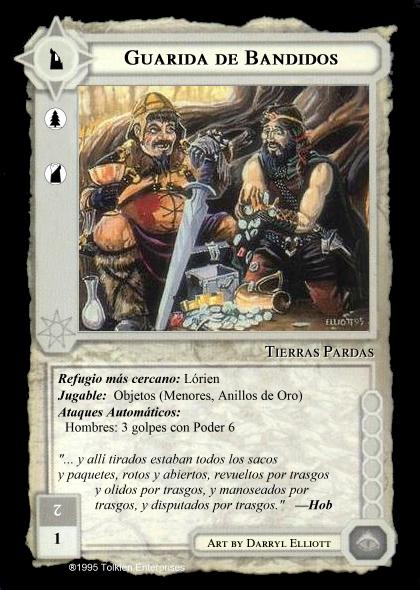 GUARIDA DE BANDIDOS
ELLIOTT95
TIERRAS PARDAS
Refugio más cercano: Lórien
Jugable: Objetos (Menores, Anillos de Oro)
Ataques Automáticos:
Hombres: 3 golpes con Poder 6
"... y allí tirados estaban todos los sacos
y paquetes, rotos y abiertos, revueltos por trasgos
y olidos por trasgos, y manoseados por
trasgos, y disputados por trasgos." —Hob
2
1
ART BY DARRYL ELLIOTT
®1995 Tolkien Enterprises